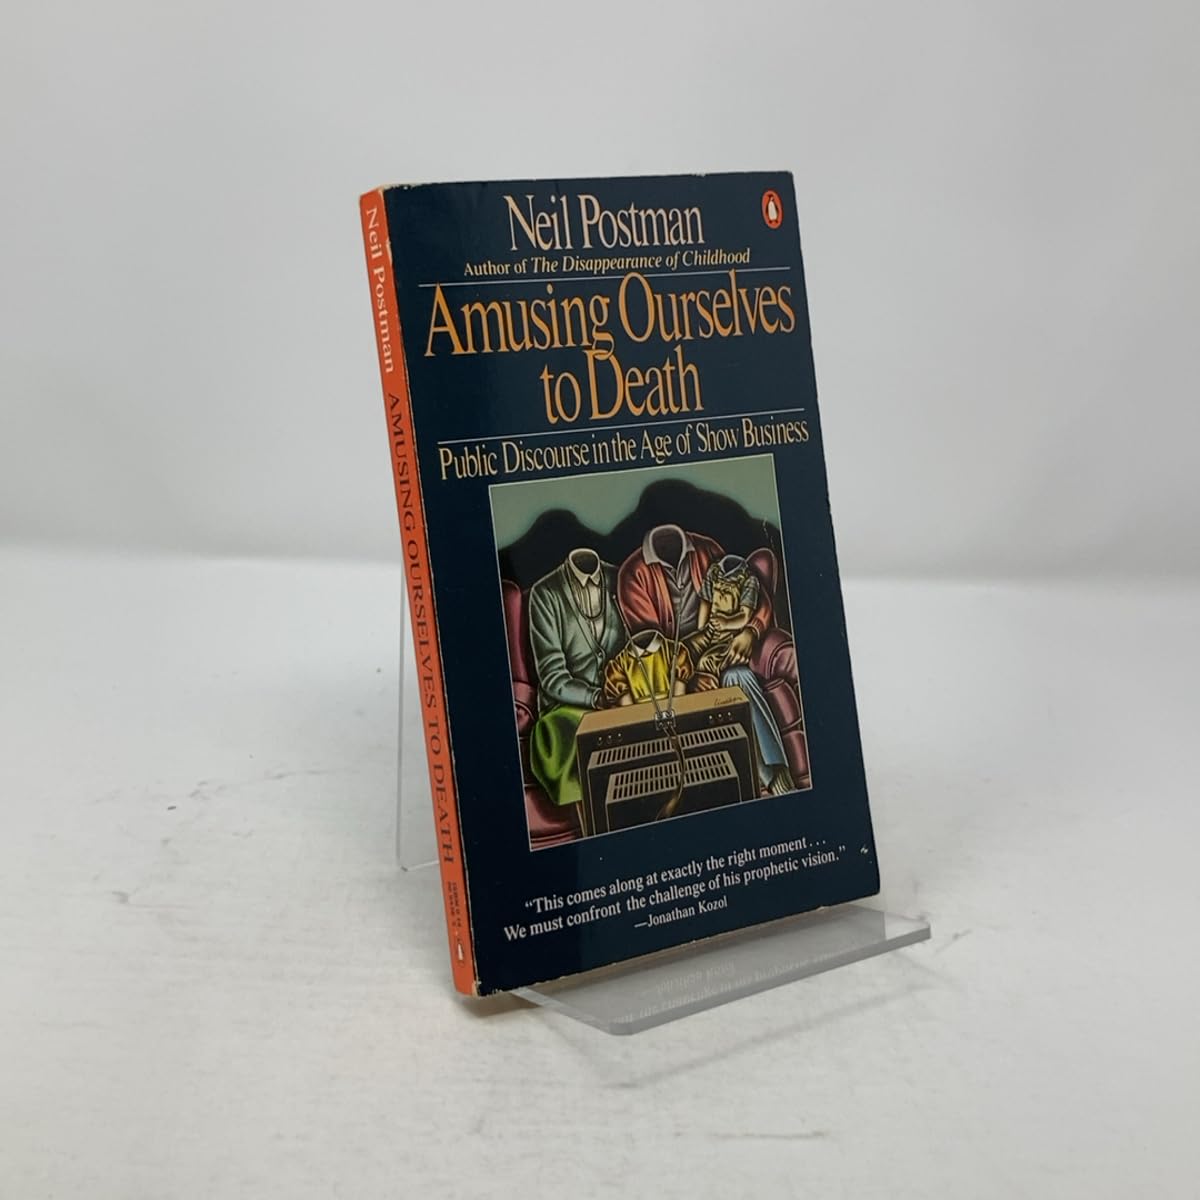 Neil Postman
Author of The Disappearance of Childhood
Amusing Ourselves
to Death
Public Discourse in the Age of Show Business
"This comes along at exactly the right moment . . .
We must confront the challenge of his prophetic vision."
—Jonathan Kozol
Neil Postman AMUSING OURSELVES TO DEATH